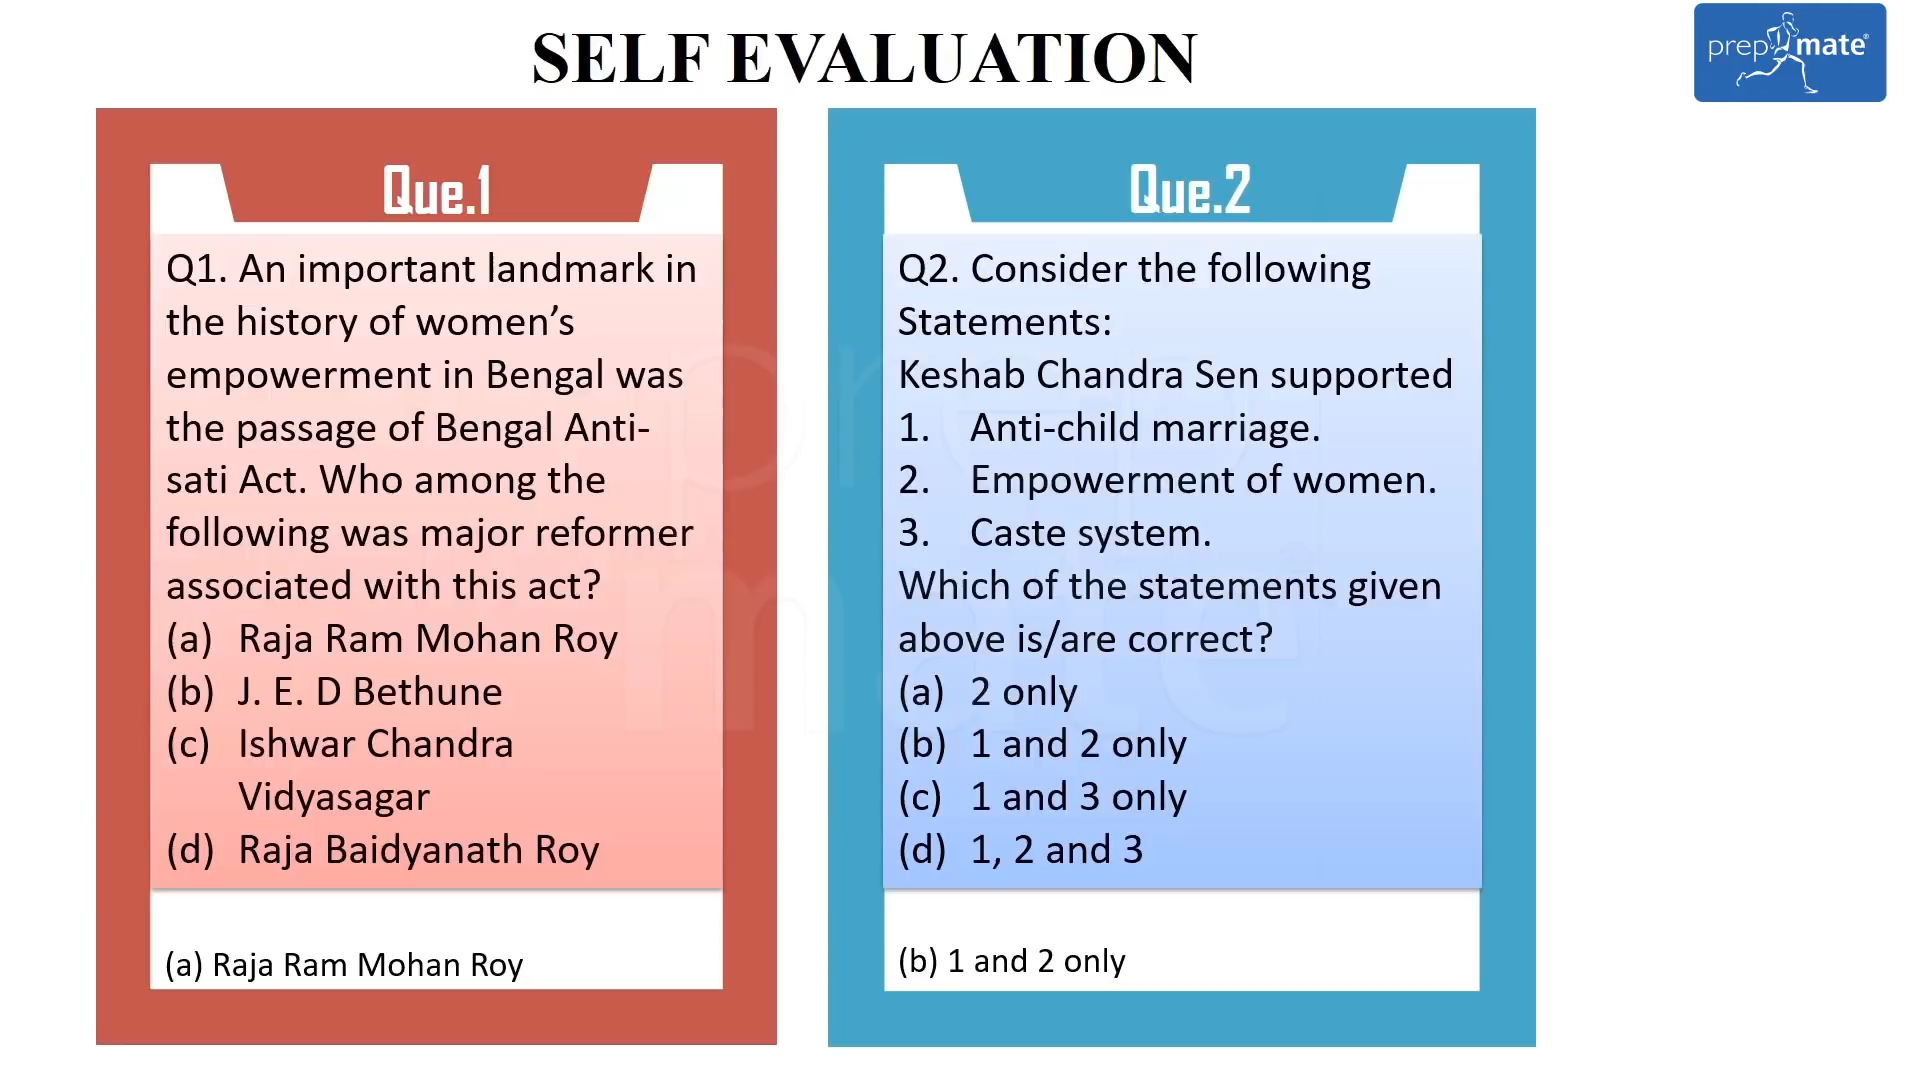 SELF EVALUATION
prep mate®
Que.1
Q1. An important landmark in
the history of women’s
empowerment in Bengal was
the passage of Bengal Anti-
sati Act. Who among the
following was major reformer
associated with this act?
(a) Raja Ram Mohan Roy
(b) J. E. D Bethune
(c) Ishwar Chandra
Vidyasagar
(d) Raja Baidyanath Roy
(a) Raja Ram Mohan Roy
Que.2
Q2. Consider the following
Statements:
Keshab Chandra Sen supported
1. Anti-child marriage.
2. Empowerment of women.
3. Caste system.
Which of the statements given
above is/are correct?
(a) 2 only
(b) 1 and 2 only
(c) 1 and 3 only
(d) 1, 2 and 3
(b) 1 and 2 only
prep
mate